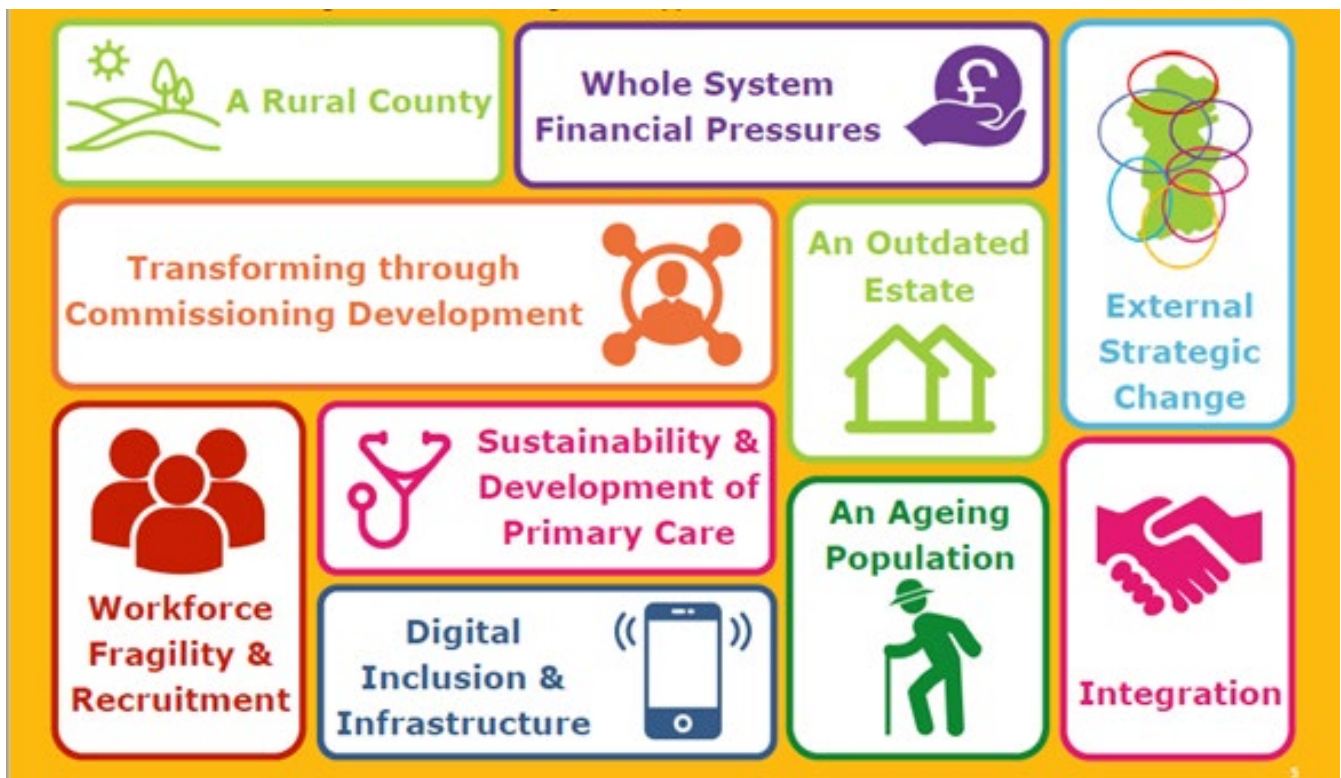 A Rural County
Whole System
Financial Pressures
£
External
Strategic
Change
Transforming through
Commissioning Development
An Outdated
Estate
Workforce
Fragility &
Recruitment
Sustainability &
Development of
Primary Care
Digital
Inclusion &
Infrastructure
An Ageing
Population
Integration